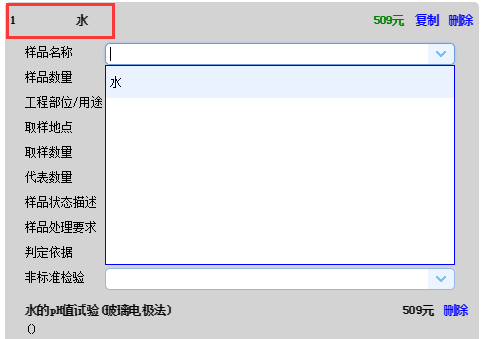 1 水 509元 复制 删除
样品名称
样品数量 水
工程部位/用途
取样地点
取样数量
代表数量
样品状态描述
样品处理要求
判定依据
非标准检验
水的pH值试验(玻璃电极法) 509元 删除
()